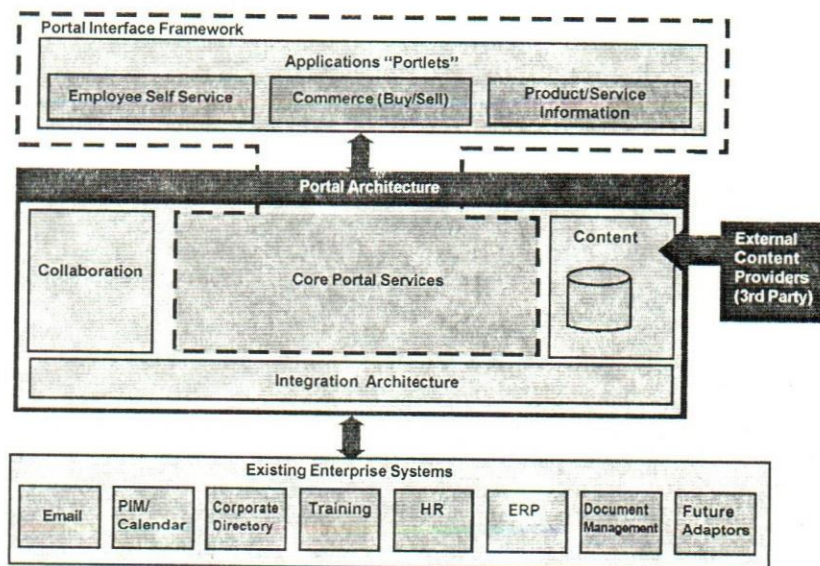 Portal Interface Framework
Applications "Portlets"
Employee Self Service
Commerce (Buy/Sell)
Product/Service
Information
Portal Architecture
Collaboration
Core Portal Services
Content
External
Content
Providers
(3rd Party)
Integration Architecture
Existing Enterprise Systems
Email
PIM/
Calendar
Corporate
Directory
Training
HR
ERP
Document
Management
Future
Adaptors